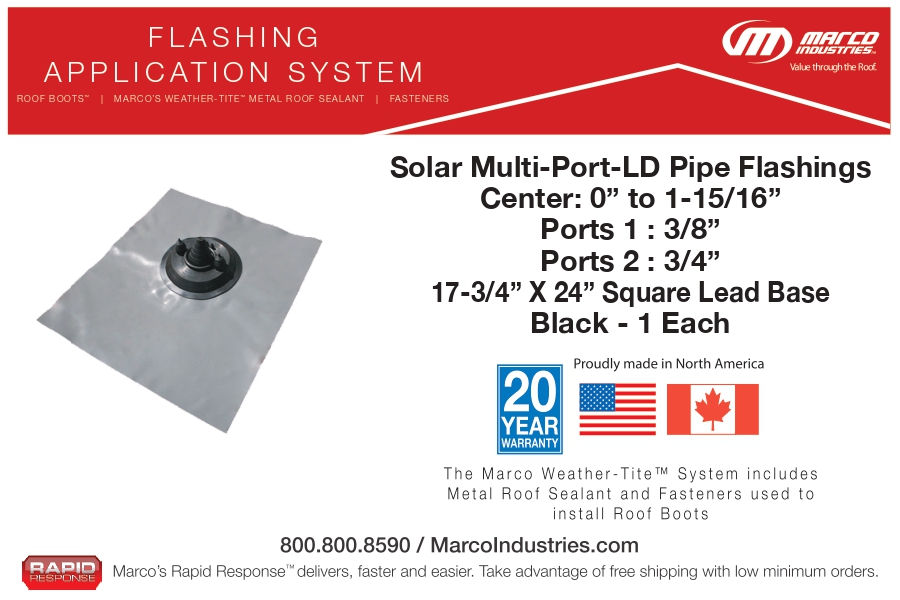 FLASHING
APPLICATION SYSTEM
ROOF BOOTS™ | MARCO'S WEATHER-TITE™ METAL ROOF SEALANT | FASTENERS
MARCO
INDUSTRIES™
Value through the Roof.
Solar Multi-Port-LD Pipe Flashings
Center: 0” to 1-15/16”
Ports 1 : 3/8”
Ports 2 : 3/4”
17-3/4” X 24” Square Lead Base
Black - 1 Each
Proudly made in North America
20
YEAR
WARRANTY
The Marco Weather-Tite™ System includes
Metal Roof Sealant and Fasteners used to
install Roof Boots
800.800.8590 / MarcoIndustries.com
RAPID
RESPONSE
Marco’s Rapid Response™ delivers, faster and easier. Take advantage of free shipping with low minimum orders.